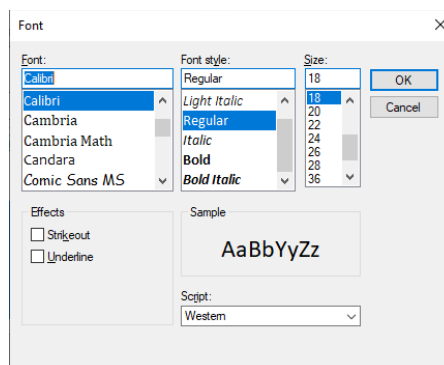 Font
Font:
Calibri
Calibri
Cambria
Cambria Math
Candara
Comic Sans MS
Font style:
Regular
Light Italic
Regular
Italic
Bold
Bold Italic
Size:
18
18
20
22
24
26
28
36
OK
Cancel
Effects
Strikeout
Underline
Sample
AaBbYyZz
Script:
Western